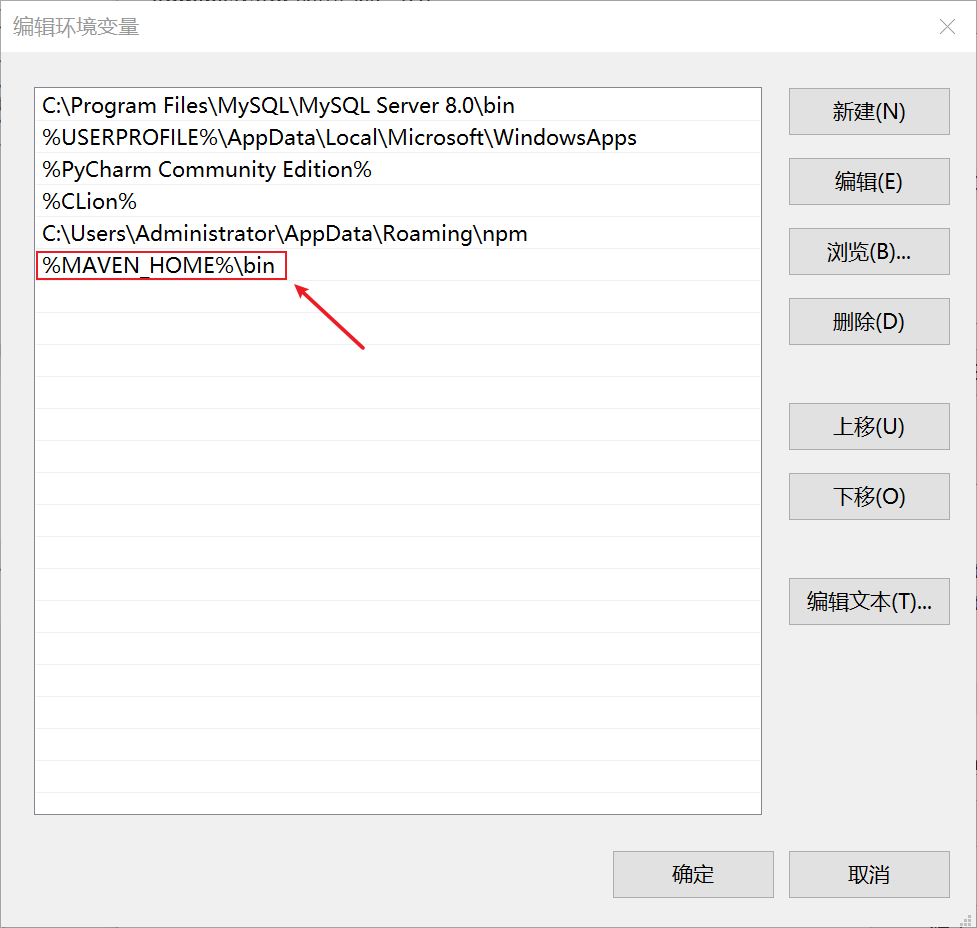 编辑环境变量
C:\Program Files\MySQL\MySQL Server 8.0\bin
%USERPROFILE%\AppData\Local\Microsoft\WindowsApps
%PyCharm Community Edition%
%CLion%
C:\Users\Administrator\AppData\Roaming\npm
%MAVEN_HOME%\bin
新建(N)
编辑(E)
浏览(B)...
删除(D)
上移(U)
下移(O)
编辑文本(T)...
确定
取消